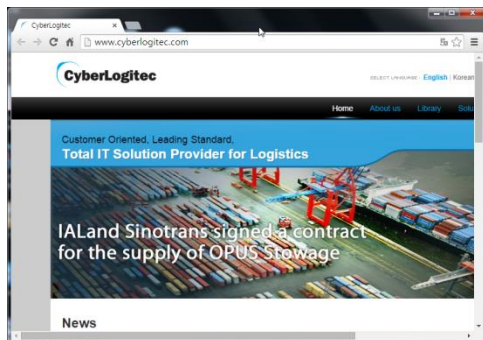 CyberLogitec
www.cyberlogitec.com
CyberLogitec
SELECT LANGUAGE : English | Korean
Home About us Library Solu
Customer Oriented, Leading Standard,
Total IT Solution Provider for Logistics
IALand Sinotrans signed a contract
for the supply of OPUS Stowage
News